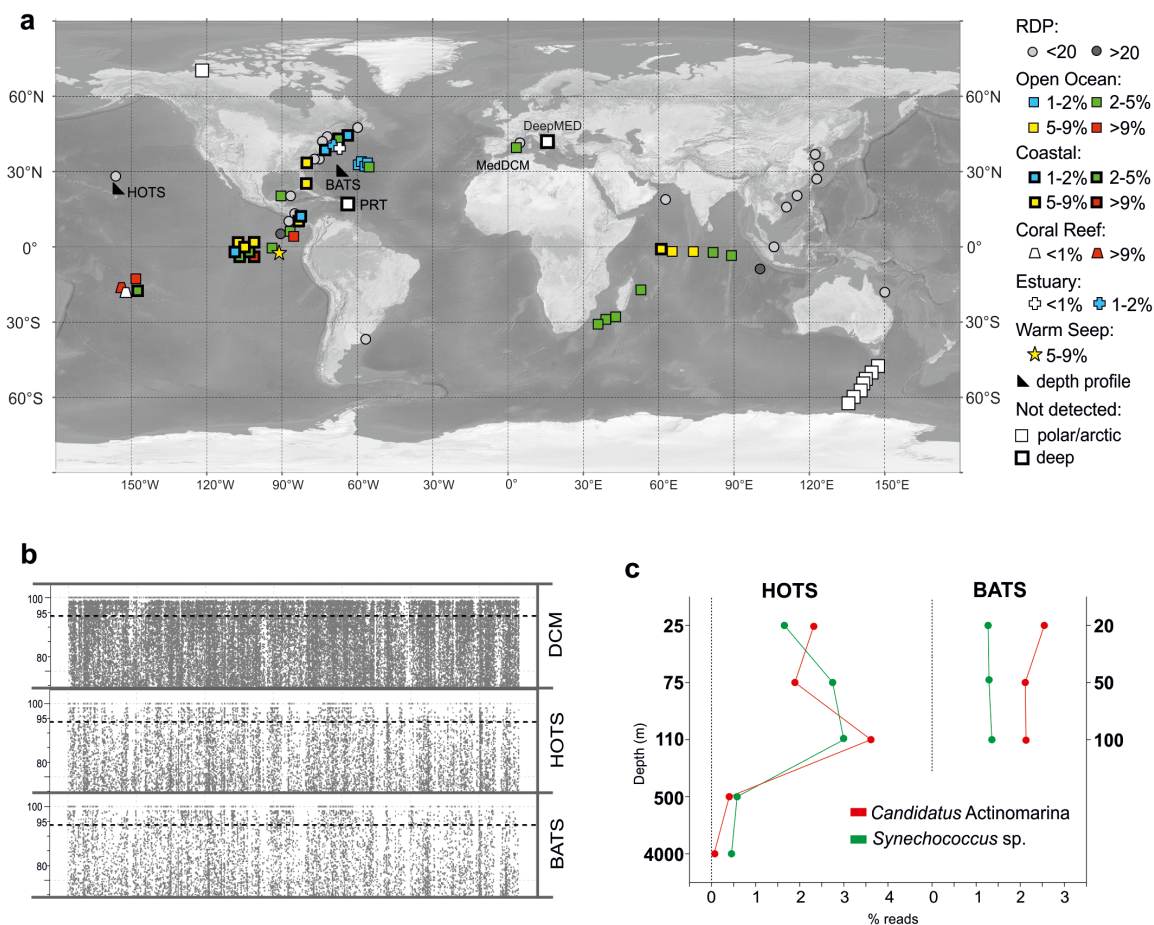 a
RDP:
<20 >20
Open Ocean:
1-2% 2-5%
5-9% >9%
Coastal:
1-2% 2-5%
5-9% >9%
Coral Reef:
<1% >9%
Estuary:
<1% 1-2%
Warm Seep:
5-9%
depth profile
Not detected:
polar/arctic
deep
60°N 60°N
DeepMED
MedDCM
30°N 30°N
HOTS
BATS
PRT
0° 0°
30°S 30°S
60°S 60°S
150°W 120°W 90°W 60°W 30°W 0° 30°E 60°E 90°E 120°E 150°E
b
100
95
80
DCM
100
95
80
HOTS
100
95
80
BATS
c
HOTS BATS
25 20
75 50
110 100
500
4000
Depth (m)
Candidatus Actinomarina
Synechococcus sp.
0 1 2 3 4 0 1 2 3
% reads